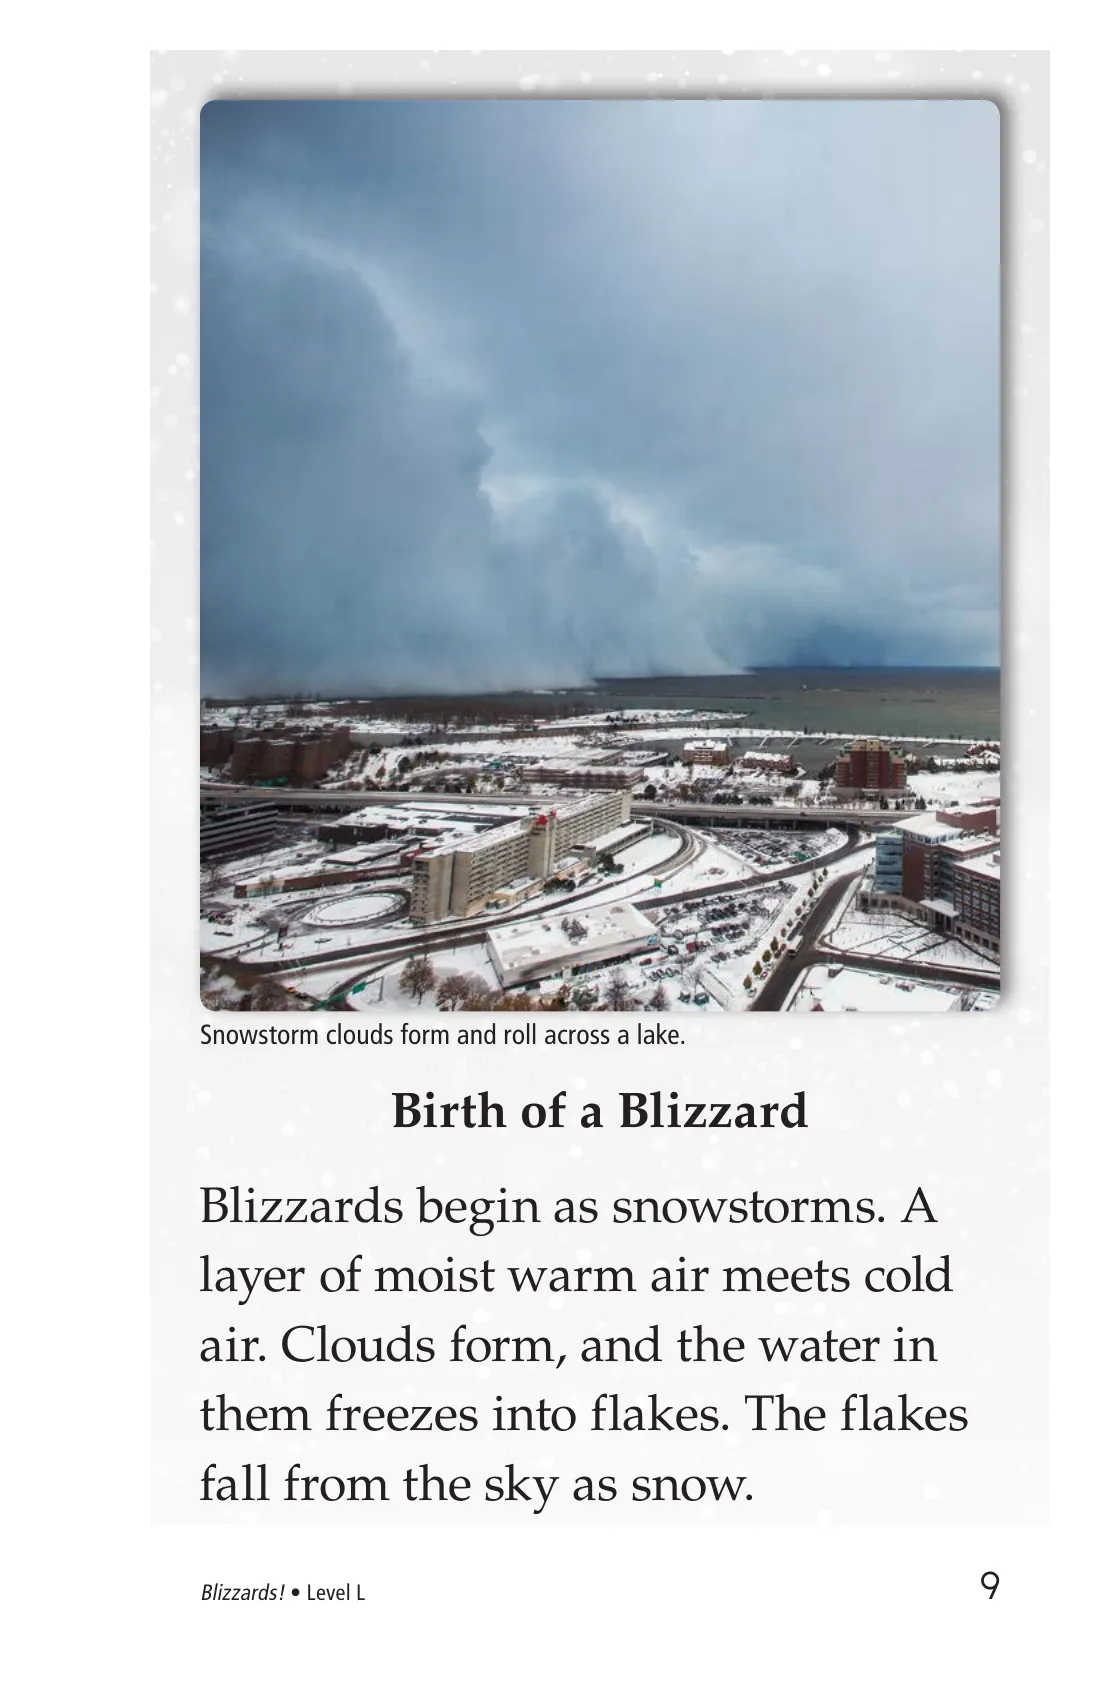 Snowstorm clouds form and roll across a lake.
Birth of a Blizzard
Blizzards begin as snowstorms. A
layer of moist warm air meets cold
air. Clouds form, and the water in
them freezes into flakes. The flakes
fall from the sky as snow.
Blizzards! • Level L
9